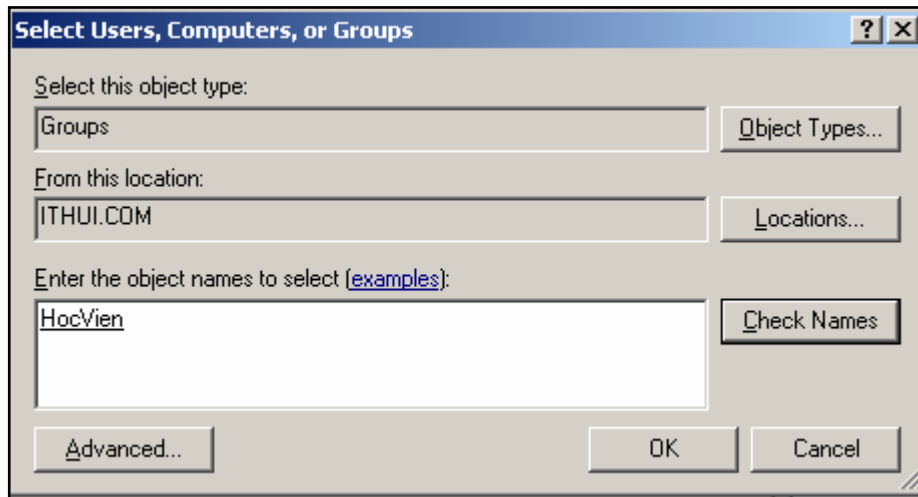 Select Users, Computers, or Groups
Select this object type:
Groups
Object Types...
From this location:
ITHUI.COM
Locations...
Enter the object names to select (examples):
HocVien
Check Names
Advanced...
OK
Cancel